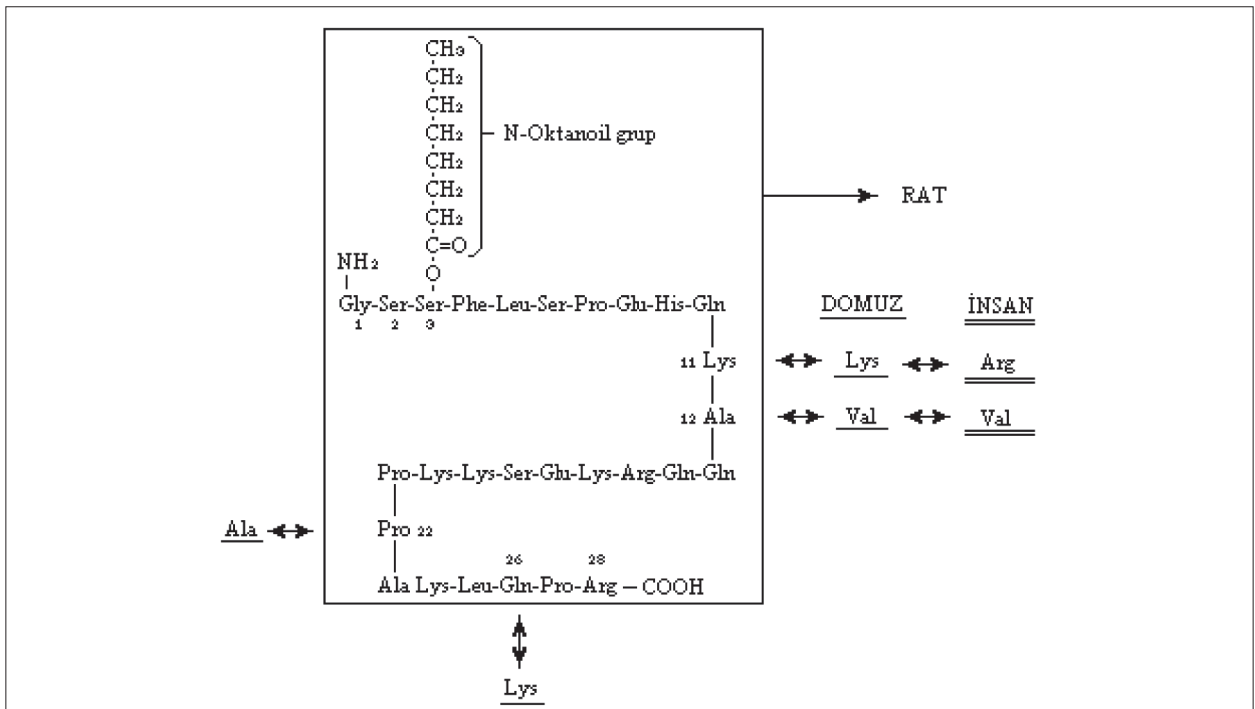 CH3
CH2
CH2
CH2
CH2
CH2
CH2
C=O
N-Oktanoil grup
RAT
NH2
O
Gly-Ser-Ser-Phe-Leu-Ser-Pro-Glu-His-Gln
1 2 3
DOMUZ İNSAN
11 Lys Lys Arg
12 Ala Val Val
Pro-Lys-Lys-Ser-Glu-Lys-Arg-Gln-Gln
Ala Pro 22
26 28
Ala Lys-Leu-Gln-Pro-Arg – COOH
Lys